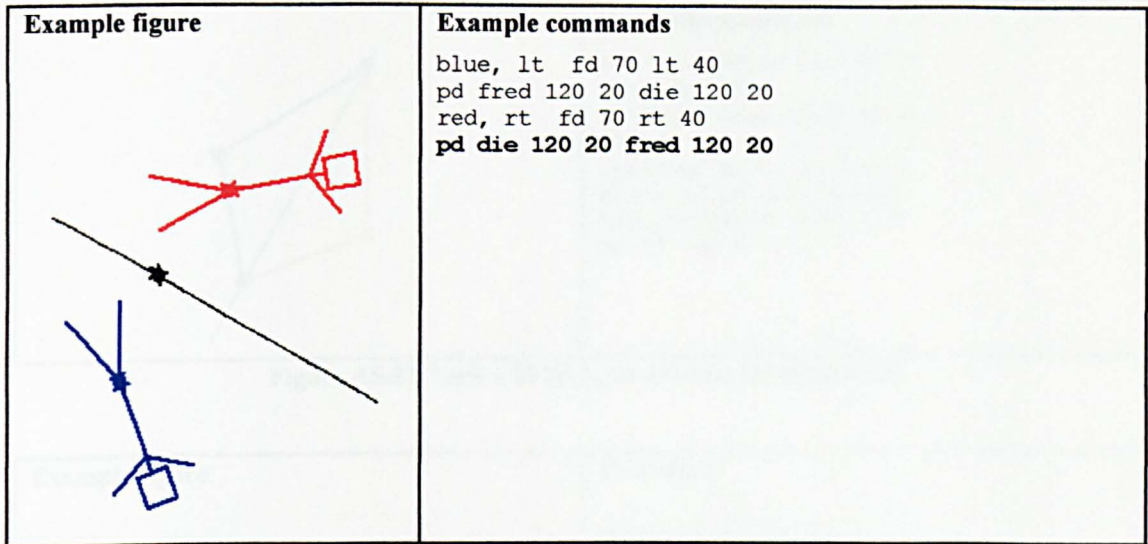 Example figure
Example commands
blue, lt fd 70 lt 40
pd fred 120 20 die 120 20
red, rt fd 70 rt 40
pd die 120 20 fred 120 20